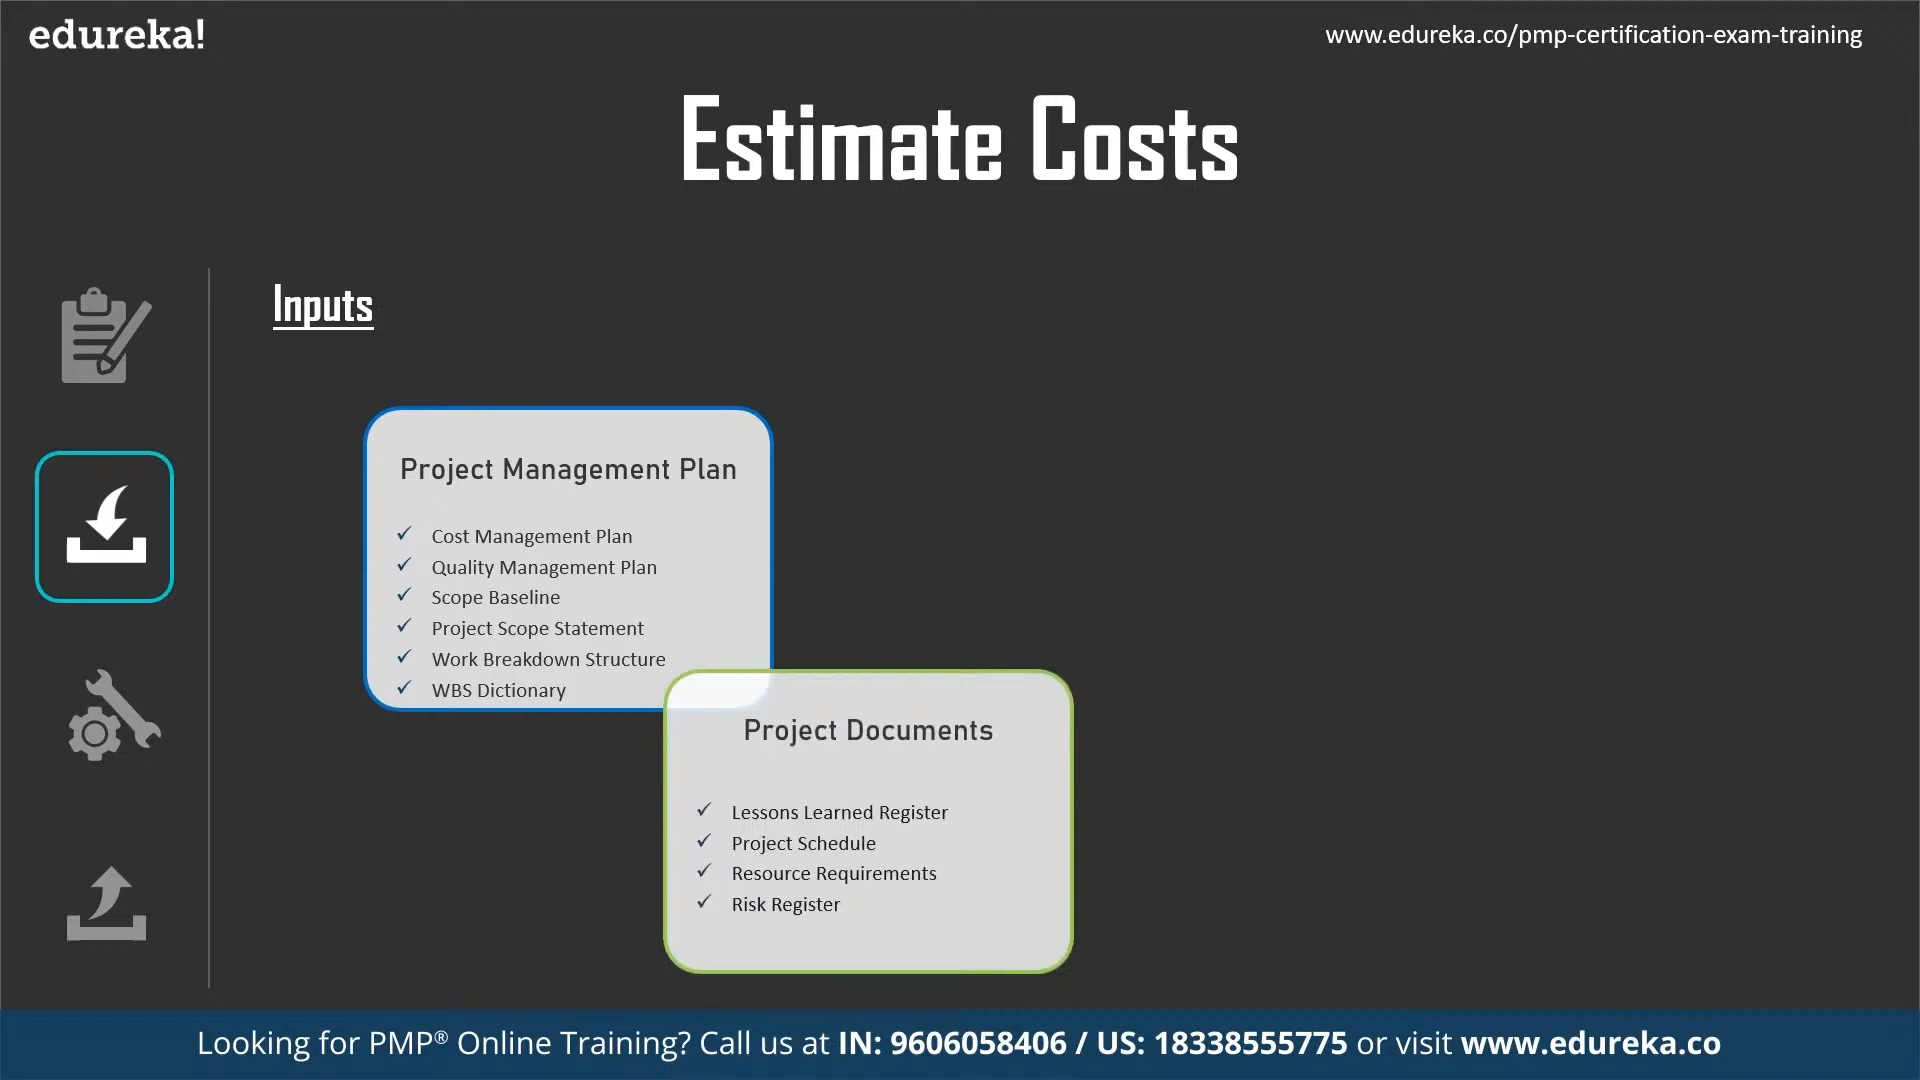 edureka!
www.edureka.co/pmp-certification-exam-training
Estimate Costs
Inputs
Project Management Plan
Cost Management Plan
Quality Management Plan
Scope Baseline
Project Scope Statement
Work Breakdown Structure
WBS Dictionary
Project Documents
Lessons Learned Register
Project Schedule
Resource Requirements
Risk Register
Looking for PMP® Online Training? Call us at IN: 9606058406 / US: 18338555775 or visit www.edureka.co